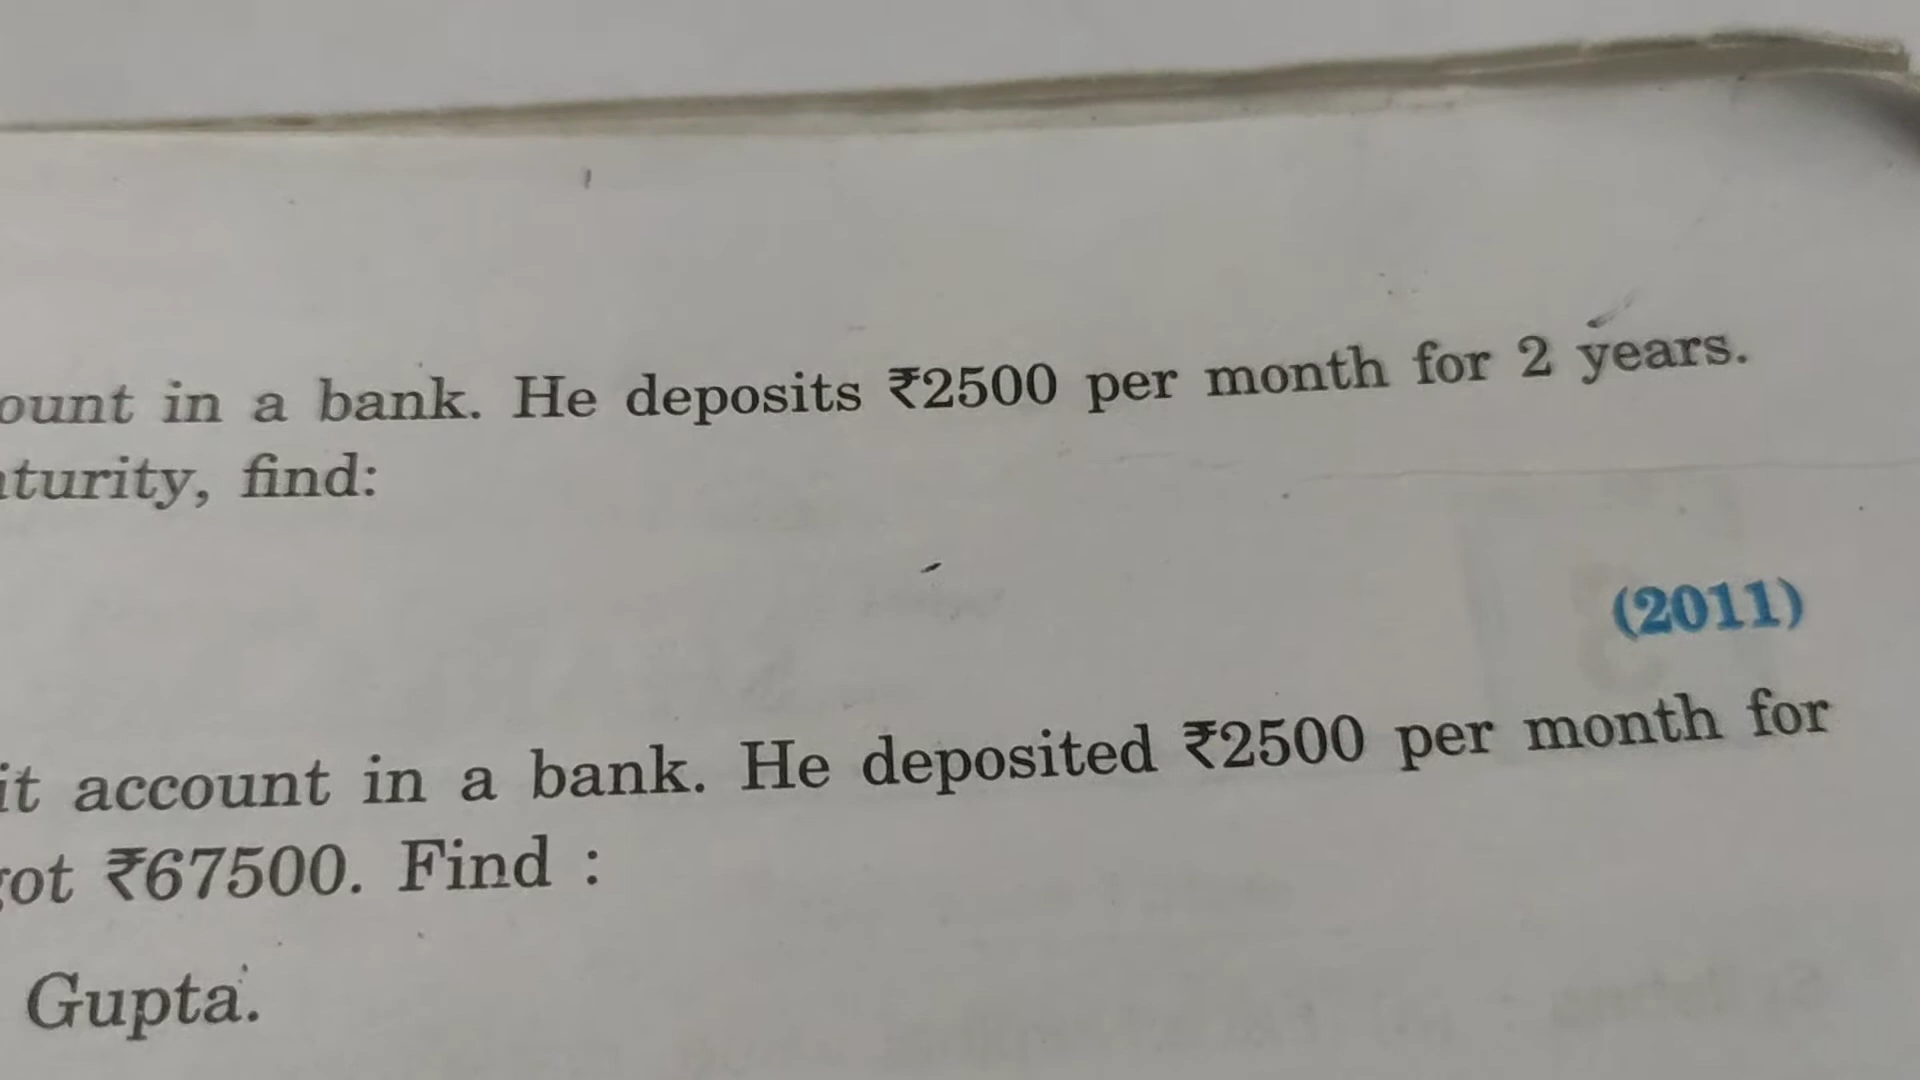 ount in a bank. He deposits ₹2500 per month for 2 years.
turity, find:
(2011)
it account in a bank. He deposited ₹2500 per month for
ot ₹67500. Find :
Gupta.